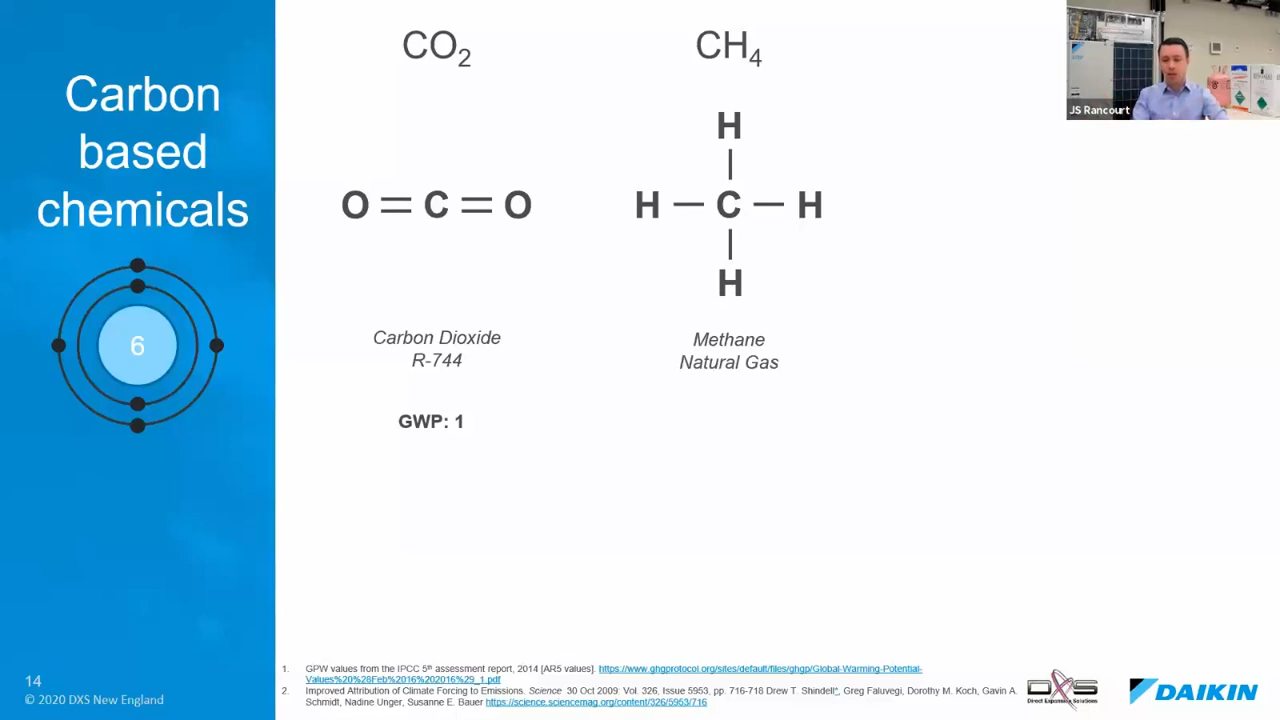 Carbon
based
chemicals
6
14
© 2020 DXS New England
CO2
CH4
H
O = C = O
H — C — H
H
Carbon Dioxide
R-744
Methane
Natural Gas
GWP: 1
JS Rancourt
1. GPW values from the IPCC 5th assessment report, 2014 [AR5 values]. https://www.ghgprotocol.org/sites/default/files/ghgp/Global-Warming-Potential-
Values%20%28Feb%2016%202016%29_1.pdf
2. Improved Attribution of Climate Forcing to Emissions. Science 30 Oct 2009: Vol. 326, Issue 5953, pp. 716-718 Drew T. Shindell*, Greg Faluvegi, Dorothy M. Koch, Gavin A.
Schmidt, Nadine Unger, Susanne E. Bauer https://science.sciencemag.org/content/326/5953/716
DXS
Direct Expansion Solutions
DAIKIN